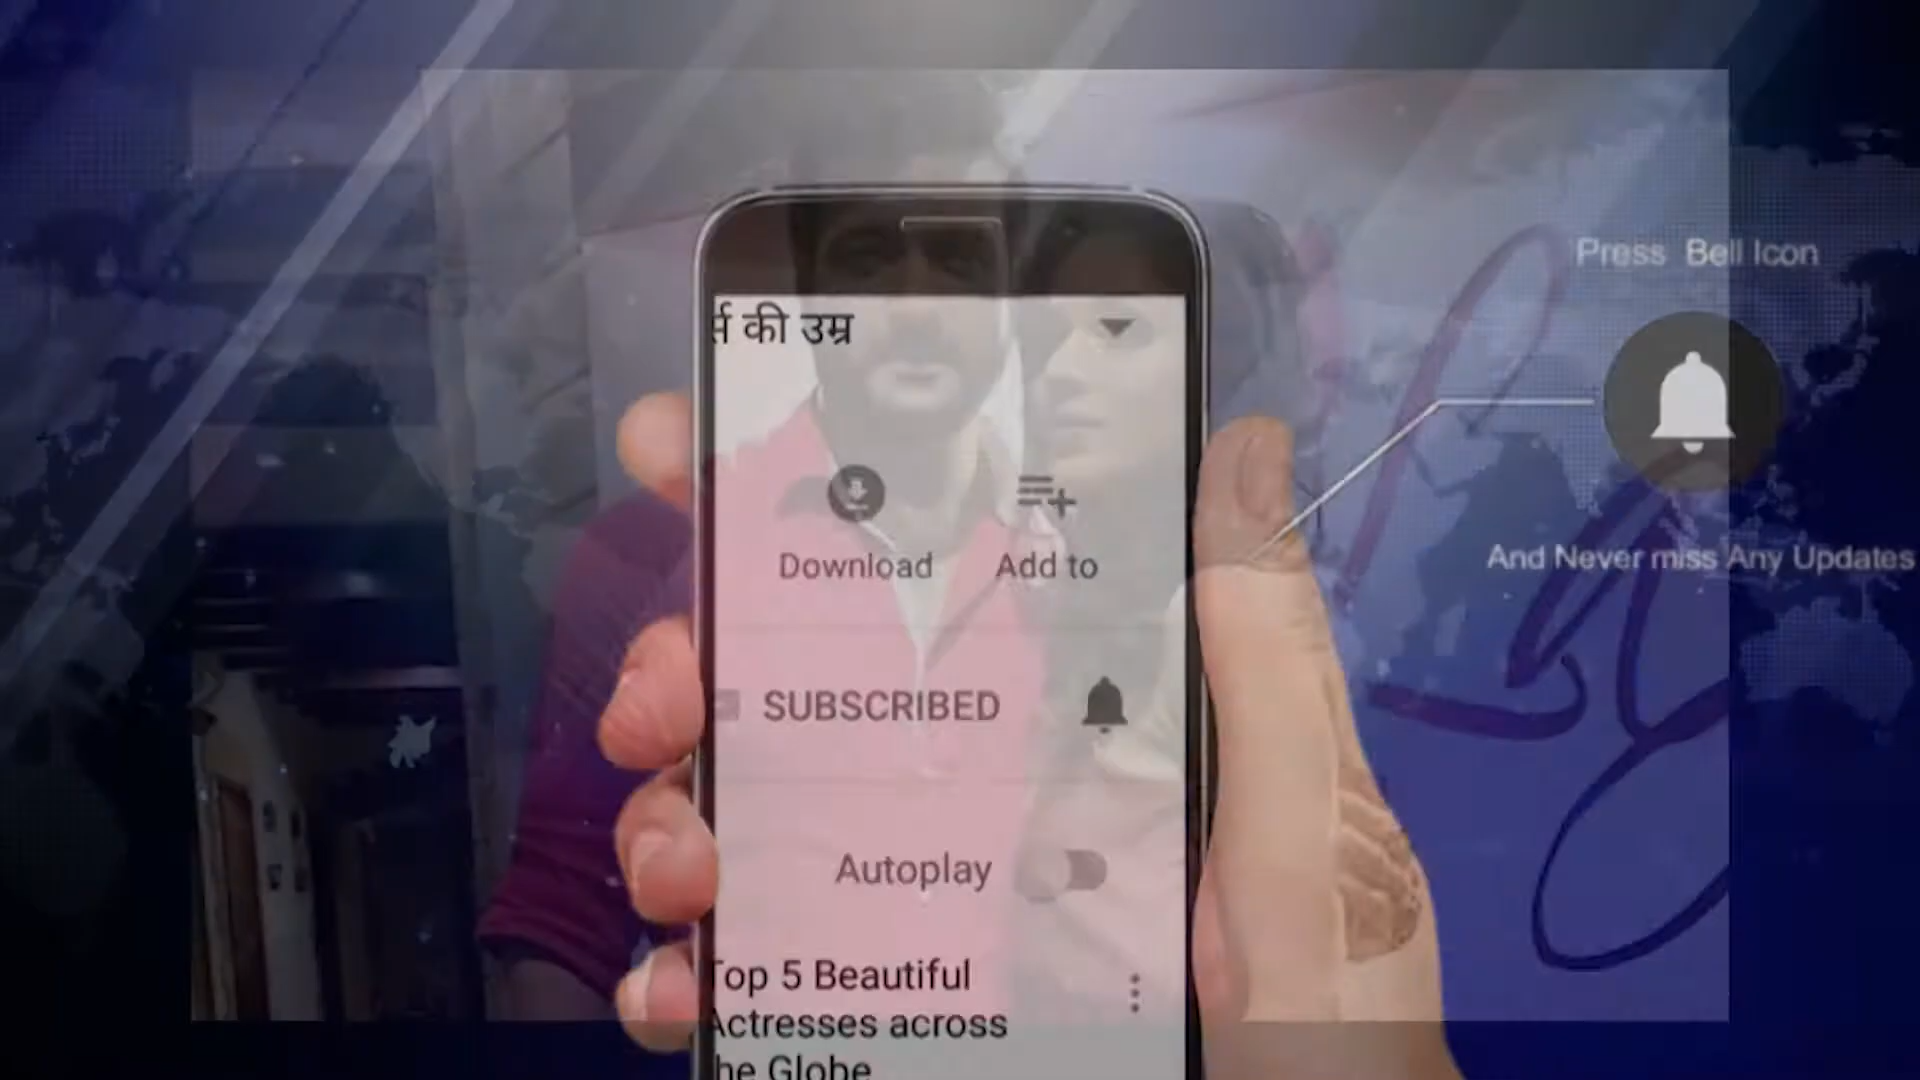 Press Bell Icon
की उम्र
Download
Add to
And Never miss Any Updates
SUBSCRIBED
Autoplay
Top 5 Beautiful
Actresses across
the Globe